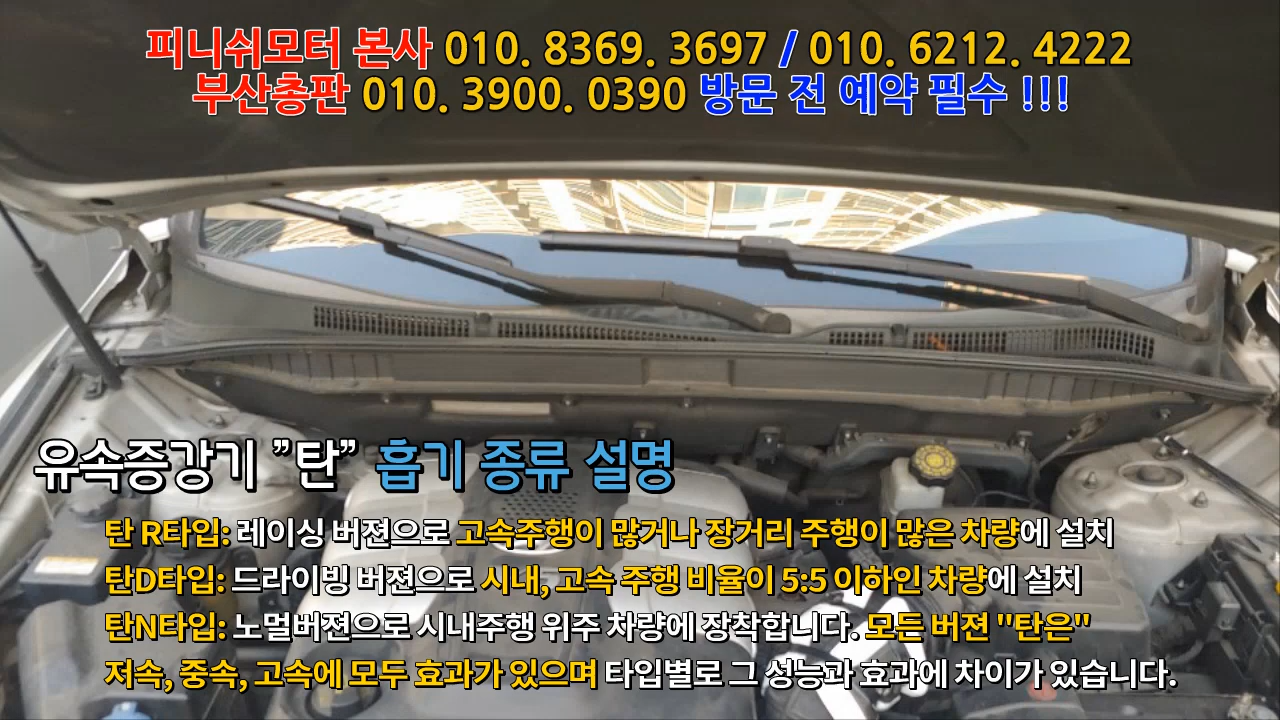 피니쉬모터 본사 010. 8369. 3697 / 010. 6212. 4222
부산총판 010. 3900. 0390 방문 전 예약 필수 !!!
유속증강기 ”탄” 흡기 종류 설명
탄 R타입: 레이싱 버젼으로 고속주행이 많거나 장거리 주행이 많은 차량에 설치
탄D타입: 드라이빙 버젼으로 시내, 고속 주행 비율이 5:5 이하인 차량에 설치
탄N타입: 노멀버젼으로 시내주행 위주 차량에 장착합니다. 모든 버젼 "탄은"
저속, 중속, 고속에 모두 효과가 있으며 타입별로 그 성능과 효과에 차이가 있습니다.